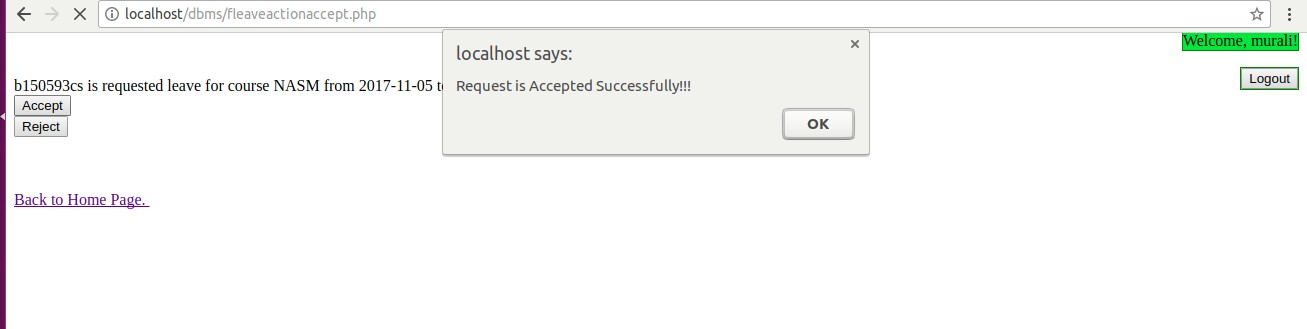 localhost/dbms/fleaveactionaccept.php
Welcome, murali!
localhost says:
Request is Accepted Successfully!!!
OK
b150593cs is requested leave for course NASM from 2017-11-05
Logout
Accept
Reject
Back to Home Page.